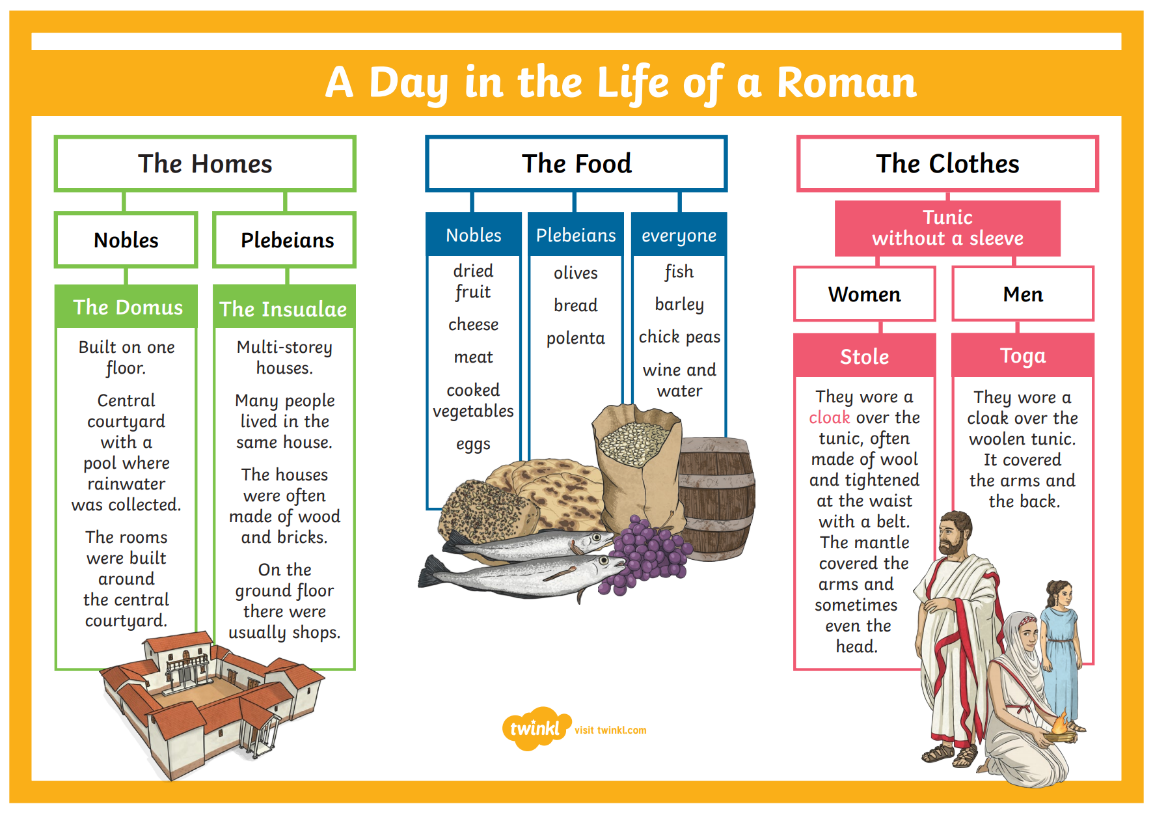 A Day in the Life of a Roman
The Homes
Nobles
The Domus
Built on one
floor.
Central
courtyard
with a
pool where
rainwater
was collected.
The rooms
were built
around
the central
courtyard.
Plebeians
The Insualae
Multi-storey
houses.
Many people
lived in the
same house.
The houses
were often
made of wood
and bricks.
On the
ground floor
there were
usually shops.
The Food
Nobles
dried
fruit
cheese
meat
cooked
vegetables
eggs
Plebeians
olives
bread
polenta
everyone
fish
barley
chick peas
wine and
water
The Clothes
Tunic
without a sleeve
Women
Stole
They wore a
cloak over the
tunic, often
made of wool
and tightened
at the waist
with a belt.
The mantle
covered the
arms and
sometimes
even the
head.
Men
Toga
They wore a
cloak over the
woolen tunic.
It covered
the arms and
the back.
twinkl visit twinkl.com